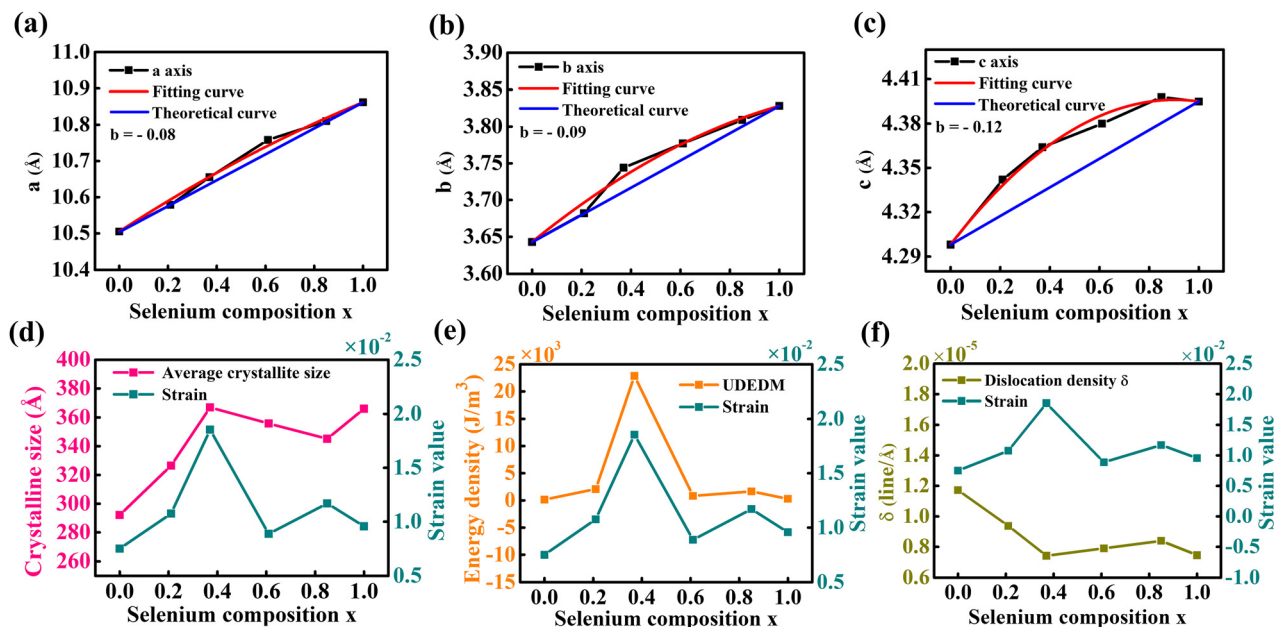 (a)
11.0
10.9
10.8
10.7
10.6
10.5
10.4
a (Å)
a axis
Fitting curve
Theoretical curve
b = - 0.08
0.0 0.2 0.4 0.6 0.8 1.0
Selenium composition x
(b)
3.90
3.85
3.80
3.75
3.70
3.65
3.60
b (Å)
b axis
Fitting curve
Theoretical curve
b = - 0.09
0.0 0.2 0.4 0.6 0.8 1.0
Selenium composition x
(c)
4.41
4.38
4.35
4.32
4.29
c (Å)
c axis
Fitting curve
Theoretical curve
b = - 0.12
0.0 0.2 0.4 0.6 0.8 1.0
Selenium composition x
(d)
400
380
360
340
320
300
280
260
Crystalline size (Å)
Average crystallite size
Strain
×10⁻²
2.5
2.0
1.5
1.0
0.5
Strain value
0.0 0.2 0.4 0.6 0.8 1.0
Selenium composition x
(e)
×10³
25
20
15
10
5
0
-5
-10
-15
Energy density (J/m³)
UDEDM
Strain
×10⁻²
2.5
2.0
1.5
1.0
0.5
Strain value
0.0 0.2 0.4 0.6 0.8 1.0
Selenium composition x
(f)
×10⁻⁵
2.0
1.8
1.6
1.4
1.2
1.0
0.8
0.6
δ (line/Å)
Dislocation density δ
Strain
×10⁻²
2.5
2.0
1.5
1.0
0.5
0.0
-0.5
-1.0
Strain value
0.0 0.2 0.4 0.6 0.8 1.0
Selenium composition x